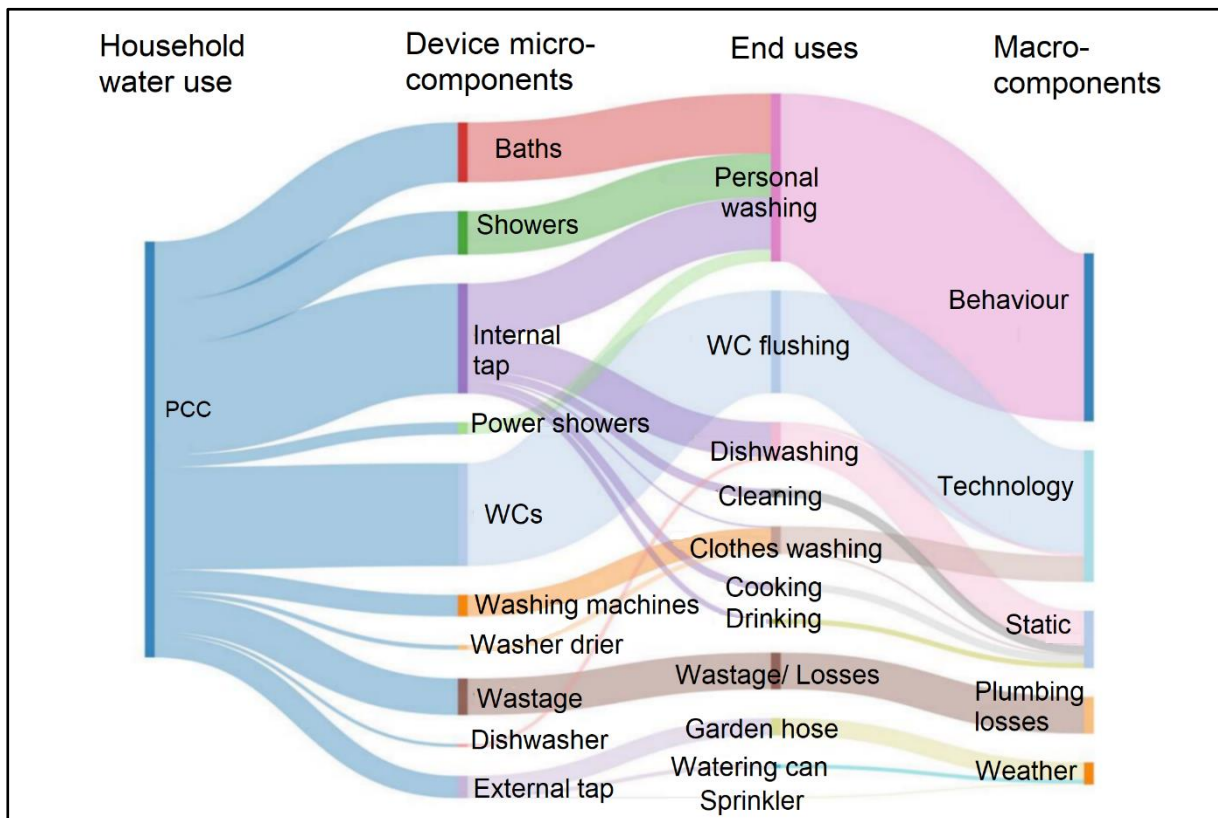 Household
water use
Device micro-
components
End uses
Macro-
components
PCC
Baths
Showers
Internal
tap
Power showers
WCs
Washing machines
Washer drier
Wastage
Dishwasher
External tap
Personal
washing
WC flushing
Dishwashing
Cleaning
Clothes washing
Cooking
Drinking
Wastage/ Losses
Garden hose
Watering can
Sprinkler
Behaviour
Technology
Static
Plumbing
losses
Weather